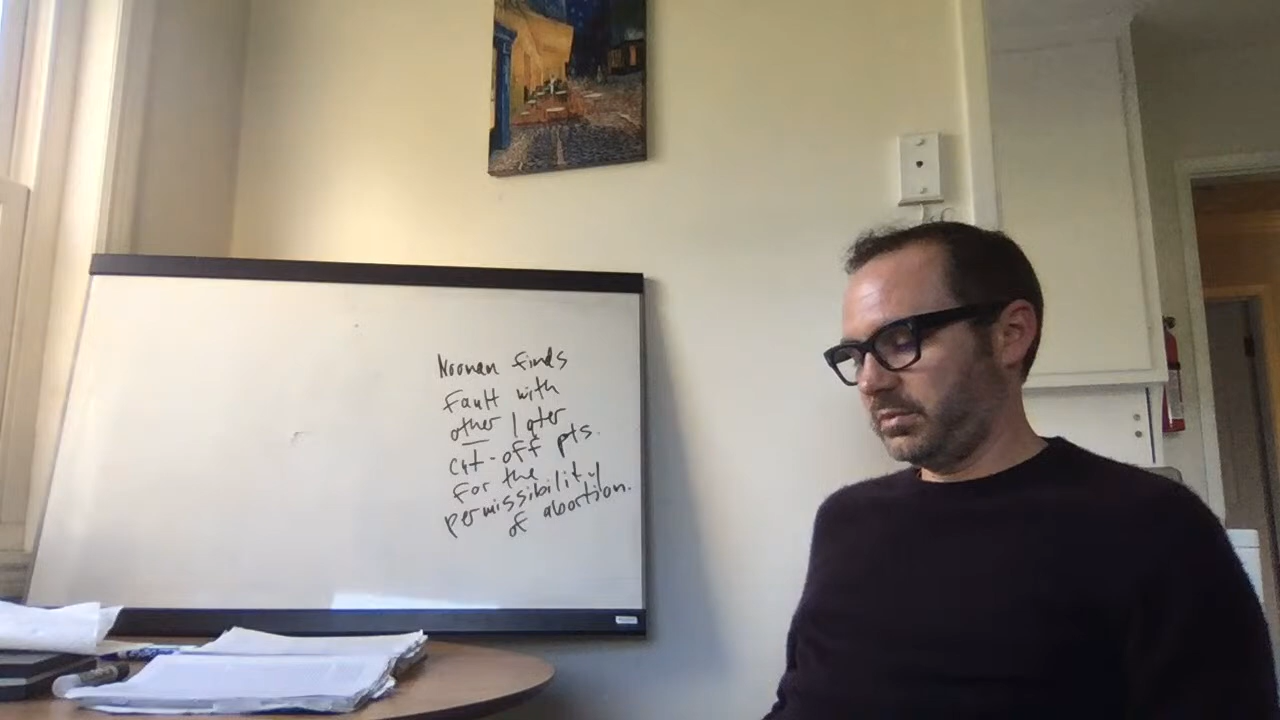 Noonan finds
fault with
other later
cut-off pts.
for the
permissibility
of abortion.